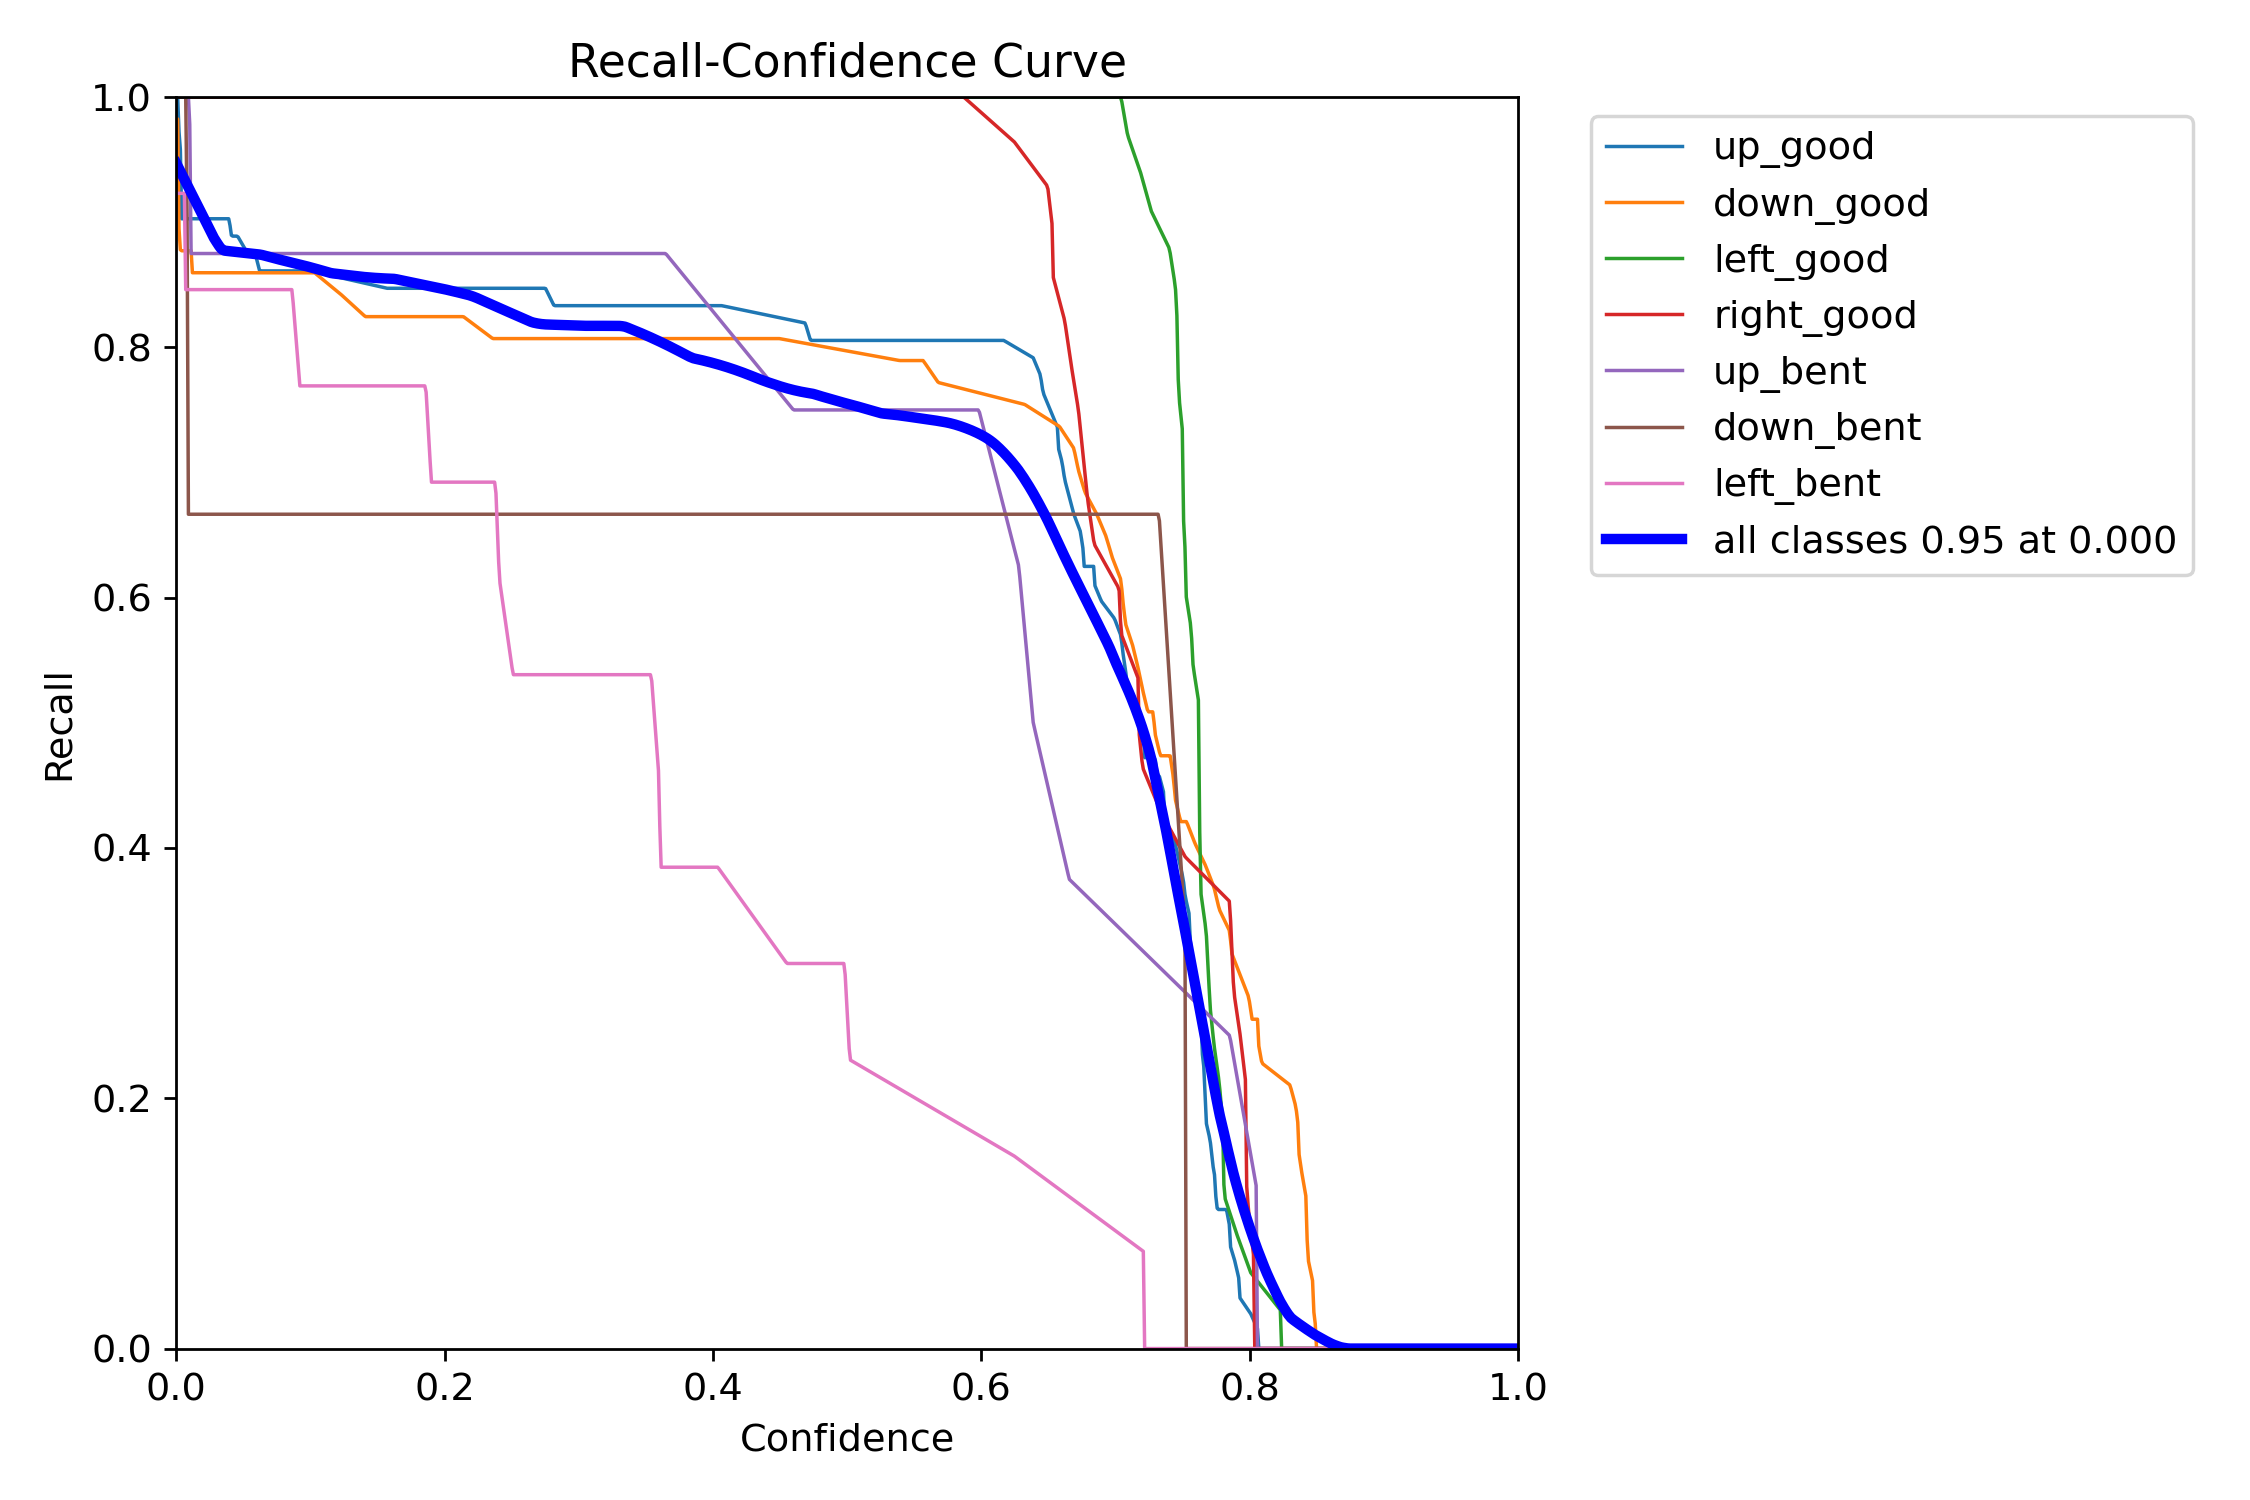 Recall-Confidence Curve
1.0
0.8
0.6
0.4
0.2
0.0
Recall
0.0 0.2 0.4 0.6 0.8 1.0
Confidence
up_good
down_good
left_good
right_good
up_bent
down_bent
left_bent
all classes 0.95 at 0.000